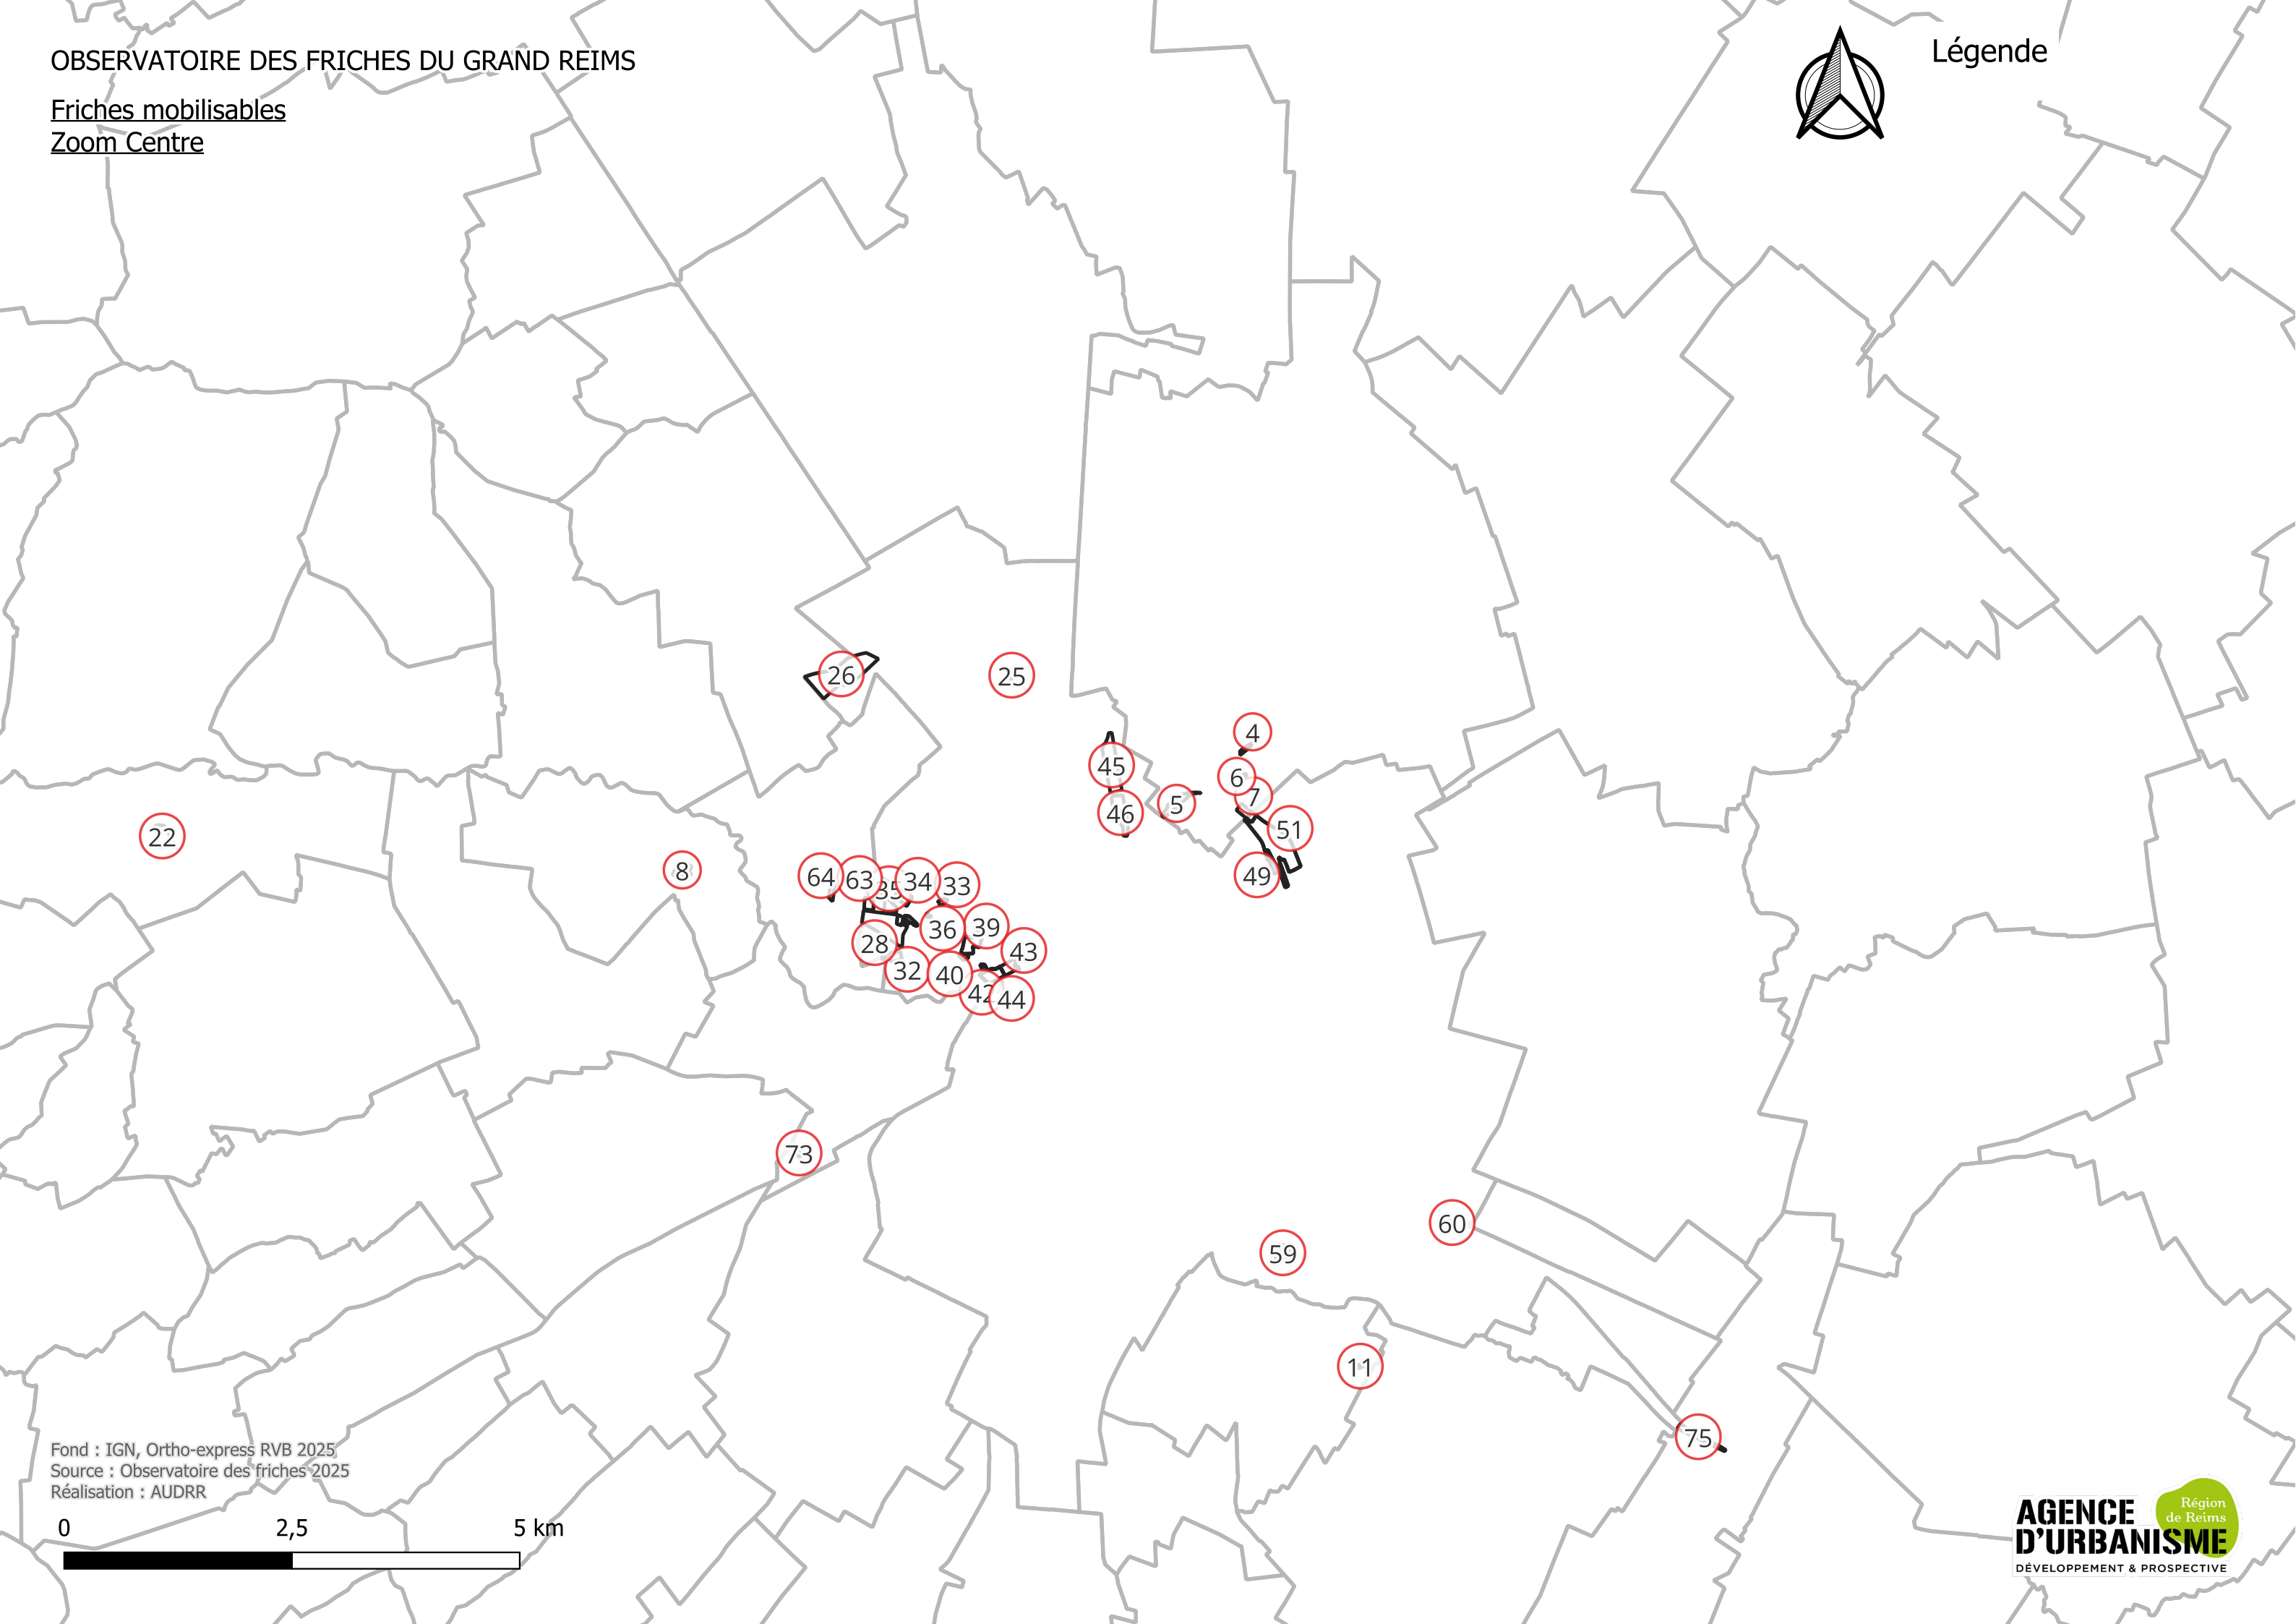 OBSERVATOIRE DES FRICHES DU GRAND REIMS
Friches mobilisables
Zoom Centre
Légende
26
25
4
45
6
7
46
5
51
22
8
64
63
35
34
33
49
36
39
28
43
32
40
42
44
73
60
59
11
75
Fond : IGN, Ortho-express RVB 2025
Source : Observatoire des friches 2025
Réalisation : AUDRR
0 2,5 5 km
Région
de Reims
AGENCE
D'URBANISME
DÉVELOPPEMENT & PROSPECTIVE